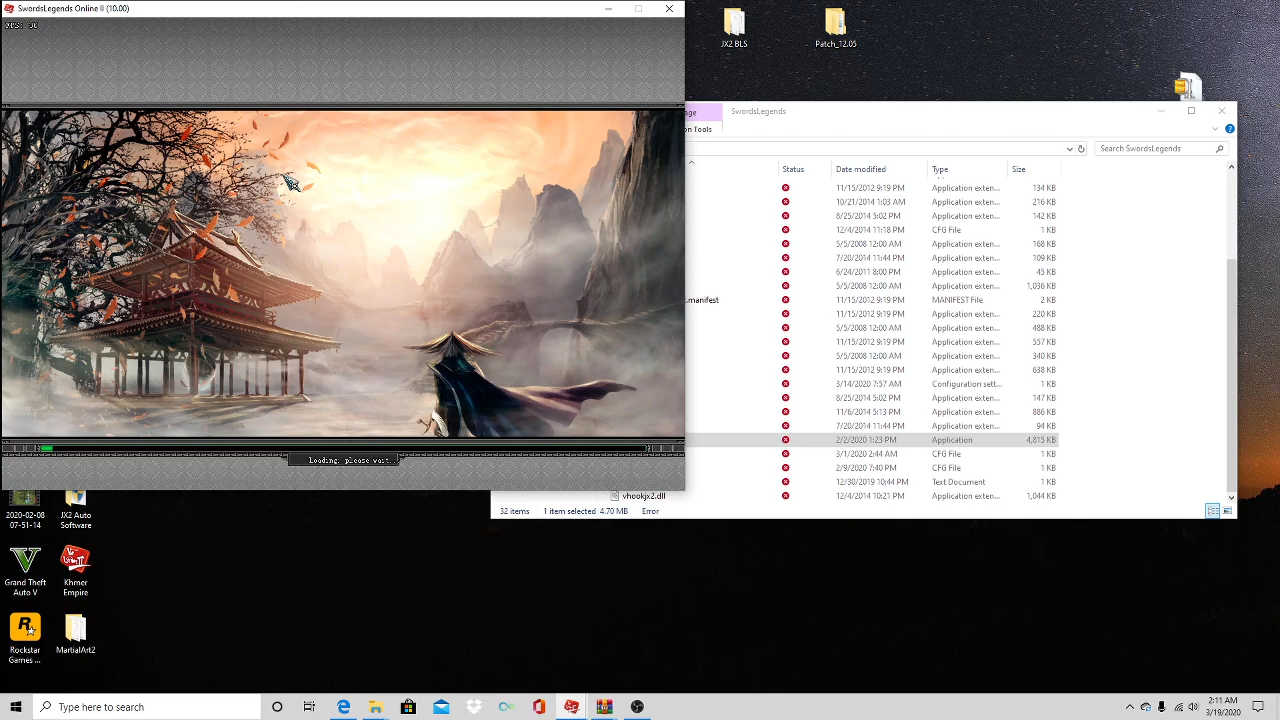 SwordsLegends Online II (10.00)
FPS: 30
Loading, please wait...
JX2 BLS
Patch_12.05
age
SwordsLegends
on Tools
Search SwordsLegends
Status Date modified Type Size
11/15/2012 9:19 PM Application exten... 134 KB
10/21/2014 1:03 AM Application exten... 216 KB
8/25/2014 5:02 PM Application exten... 142 KB
12/4/2014 11:18 PM CFG File 1 KB
5/5/2008 12:00 AM Application exten... 168 KB
7/20/2014 11:44 PM Application exten... 109 KB
6/24/2011 8:00 PM Application exten... 45 KB
5/5/2008 12:00 AM Application exten... 1,036 KB
.manifest 11/15/2012 9:19 PM MANIFEST File 2 KB
11/15/2012 9:19 PM Application exten... 220 KB
5/5/2008 12:00 AM Application exten... 488 KB
11/15/2012 9:19 PM Application exten... 557 KB
5/5/2008 12:00 AM Application exten... 340 KB
11/15/2012 9:19 PM Application exten... 638 KB
3/14/2020 7:57 AM Configuration sett... 1 KB
8/25/2014 5:02 PM Application exten... 147 KB
11/6/2014 5:13 PM Application exten... 886 KB
7/20/2014 11:44 PM Application exten... 94 KB
2/2/2020 1:23 PM Application 4,815 KB
3/1/2020 2:44 AM CFG File 1 KB
2/9/2020 7:40 PM CFG File 1 KB
12/30/2019 10:44 PM Text Document 1 KB
vhookjx2.dll 12/4/2014 10:21 PM Application exten... 1,044 KB
32 items 1 item selected 4.70 MB Error
2020-02-08
07-51-14
JX2 Auto
Software
Grand Theft
Auto V
Khmer
Empire
Rockstar
Games ...
MartialArt2
Type here to search
2:11 AM
3/19/2020